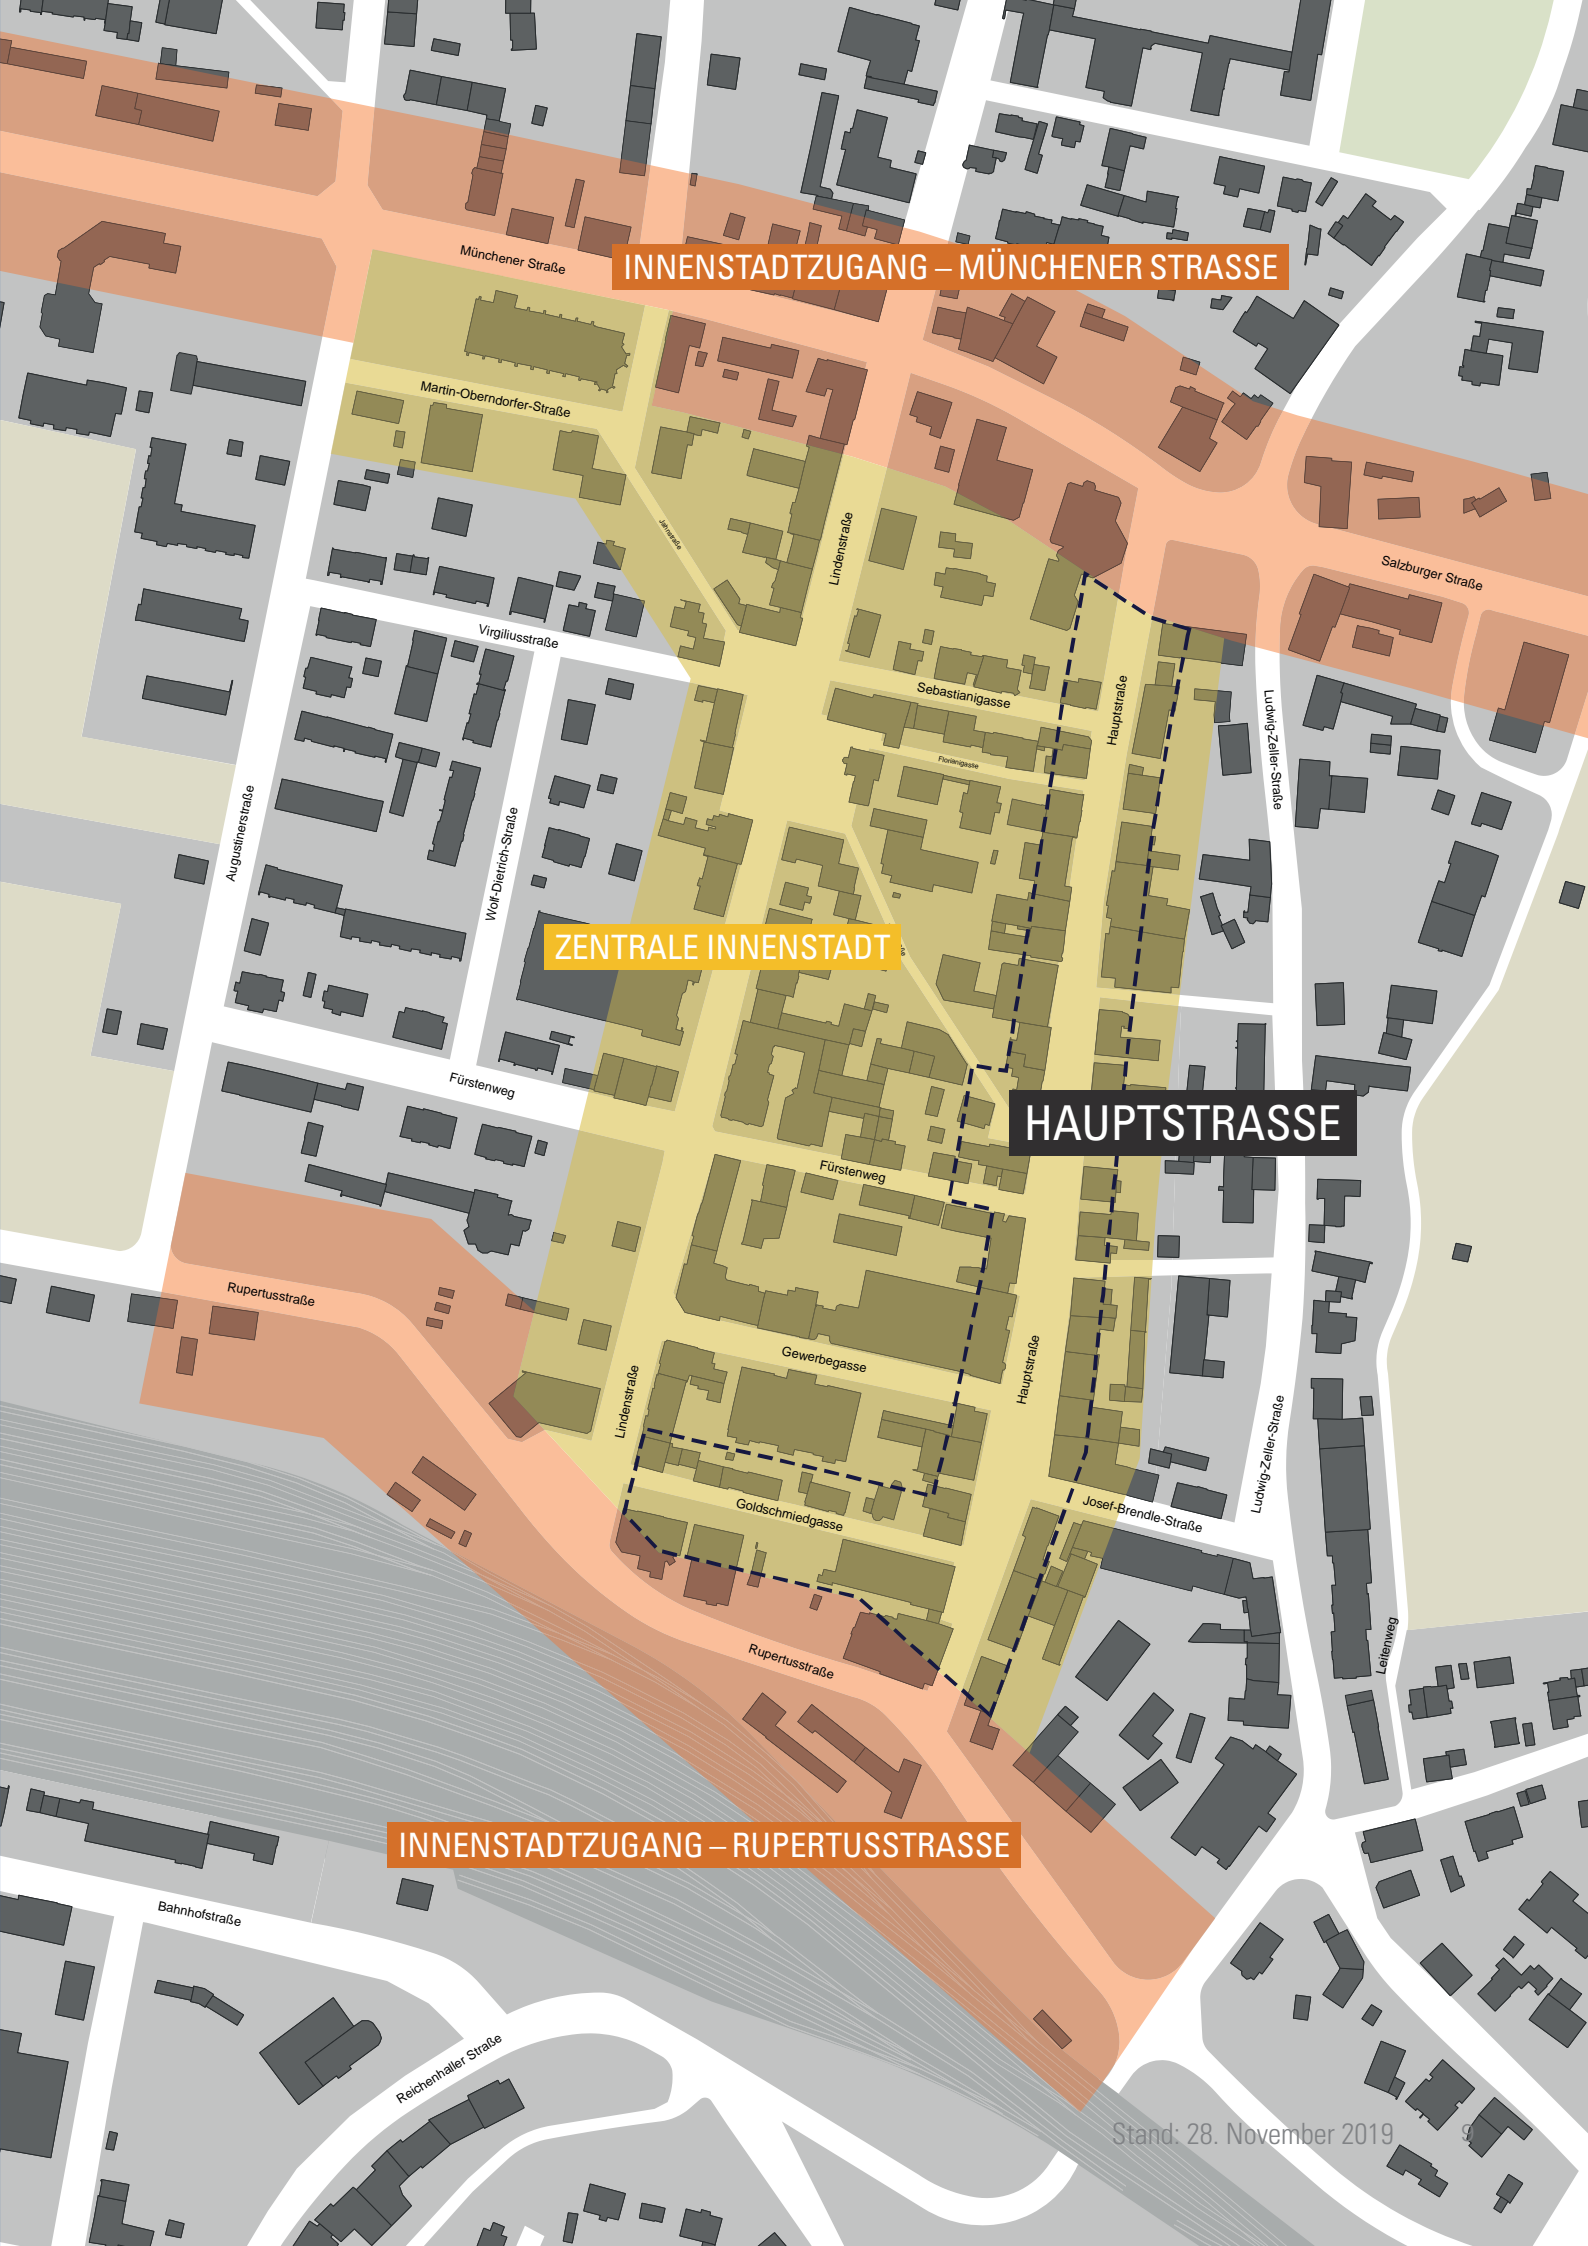 Münchener Straße
INNENSTADTZUGANG – MÜNCHENER STRASSE
Martin-Oberndorfer-Straße
Jahnstraße
Lindenstraße
Salzburger Straße
Virgiliusstraße
Sebastianigasse
Hauptstraße
Ludwig-Zeller-Straße
Florianigasse
Augustinerstraße
Wolf-Dietrich-Straße
ZENTRALE INNENSTADT
Fürstenweg
HAUPTSTRASSE
Fürstenweg
Rupertusstraße
Gewerbegasse
Hauptstraße
Lindenstraße
Ludwig-Zeller-Straße
Goldschmiedgasse
Josef-Brendle-Straße
Rupertusstraße
Leitenweg
INNENSTADTZUGANG – RUPERTUSSTRASSE
Bahnhofstraße
Reichenhaller Straße
Stand: 28. November 2019 9